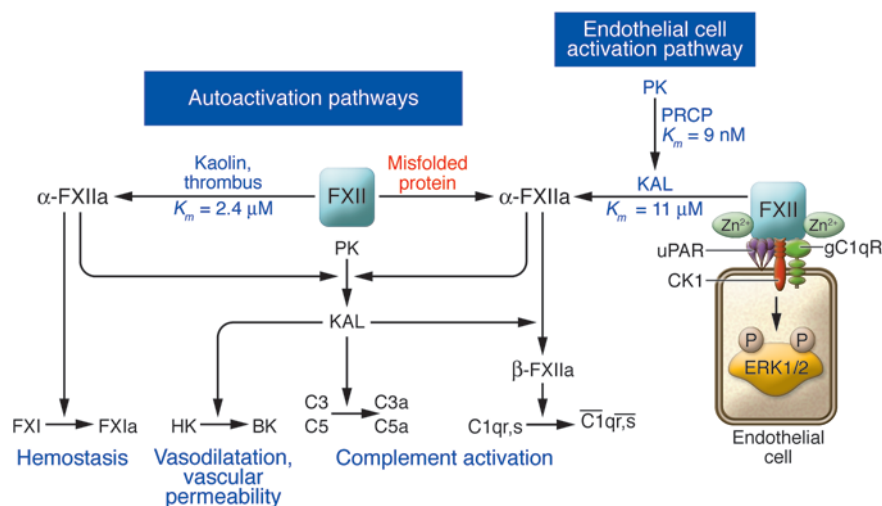 Endothelial cell
activation pathway
Autoactivation pathways
PK
PRCP
Kₘ = 9 nM
Kaolin,
thrombus
Misfolded
protein
α-FXIIa
FXII
α-FXIIa
KAL
FXII
Kₘ = 2.4 μM
Kₘ = 11 μM
Zn²⁺
Zn²⁺
PK
uPAR
gC1qR
CK1
KAL
P
P
ERK1/2
β-FXIIa
C3
C3a
C5
C5a
FXI
FXIa
HK
BK
C1qr,s
C̅1̅qr̅,̅s̅
Hemostasis
Vasodilatation,
vascular
permeability
Complement activation
Endothelial
cell